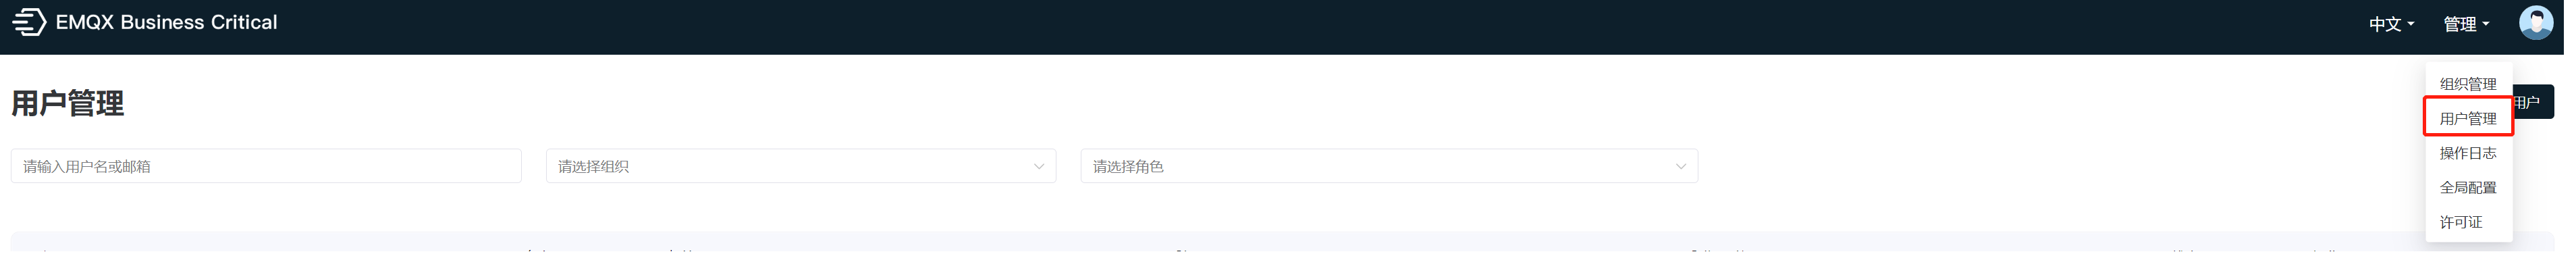 EMQX Business Critical
中文
管理
用户管理
组织管理
用户
用户管理
操作日志
全局配置
许可证
请输入用户名或邮箱
请选择组织
请选择角色